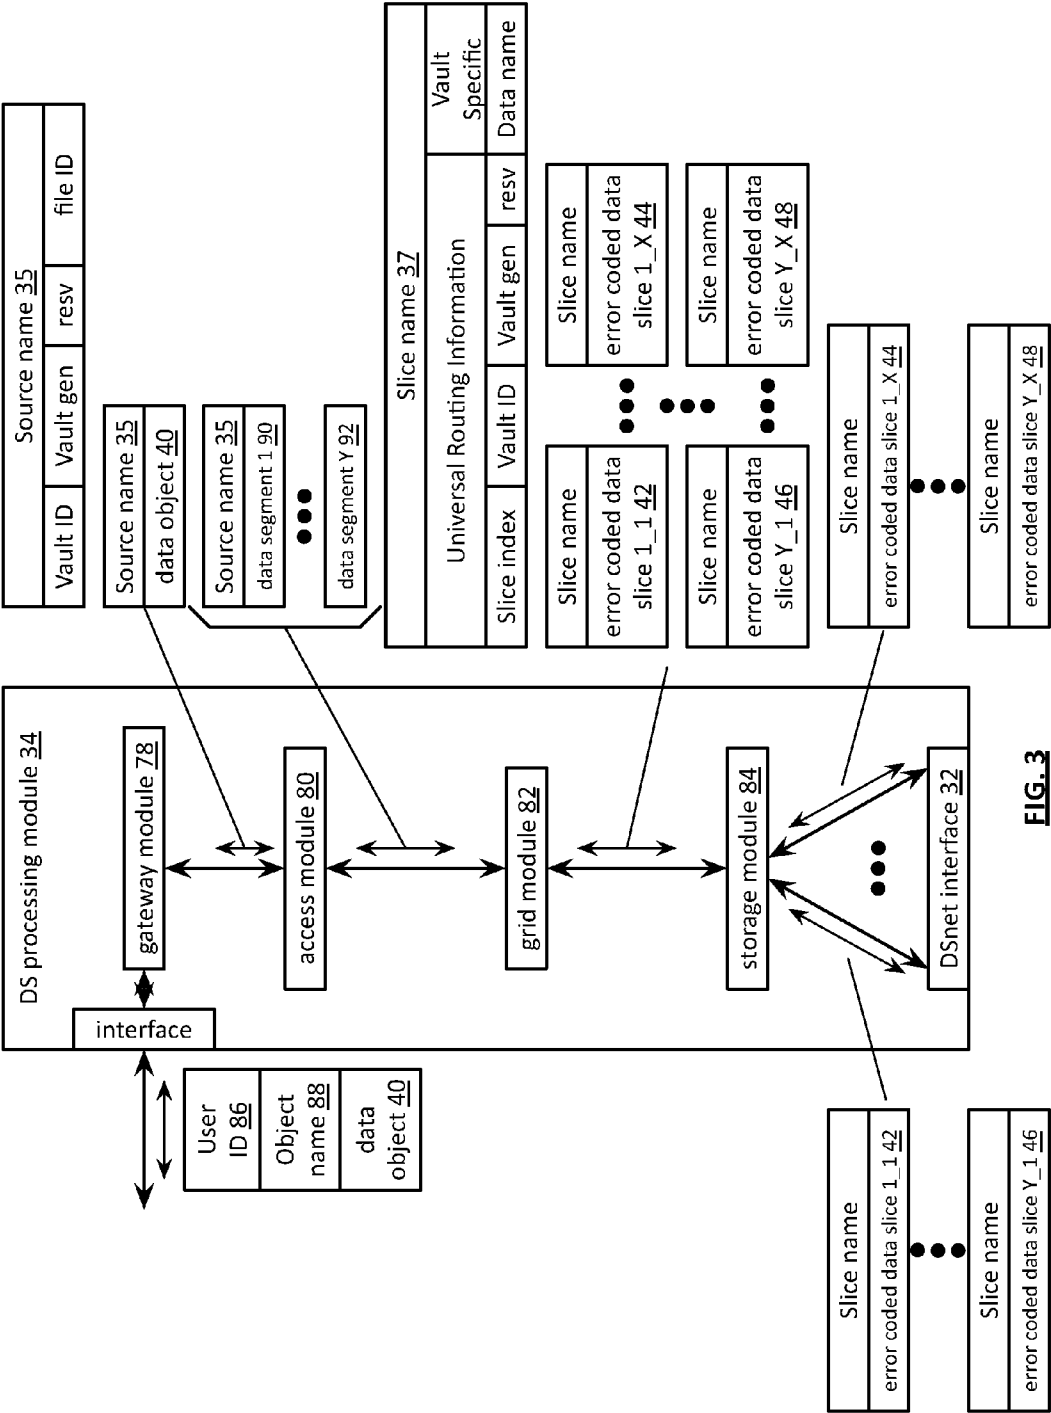 Source name 35
Vault ID
Vault gen
resv
file ID
Source name 35
data object 40
Source name 35
data segment 1 90
data segment Y 92
Slice name 37
Universal Routing Information
Vault
Specific
Slice index
Vault ID
Vault gen
resv
Data name
Slice name
error coded data
slice 1_1 42
Slice name
error coded data
slice 1_X 44
Slice name
error coded data
slice Y_1 46
Slice name
error coded data
slice Y_X 48
DS processing module 34
interface
gateway module 78
access module 80
grid module 82
storage module 84
DSnet interface 32
User
ID 86
Object
name 88
data
object 40
Slice name
error coded data slice 1_1 42
Slice name
error coded data slice Y_1 46
Slice name
error coded data slice 1_X 44
Slice name
error coded data slice Y_X 48
FIG. 3